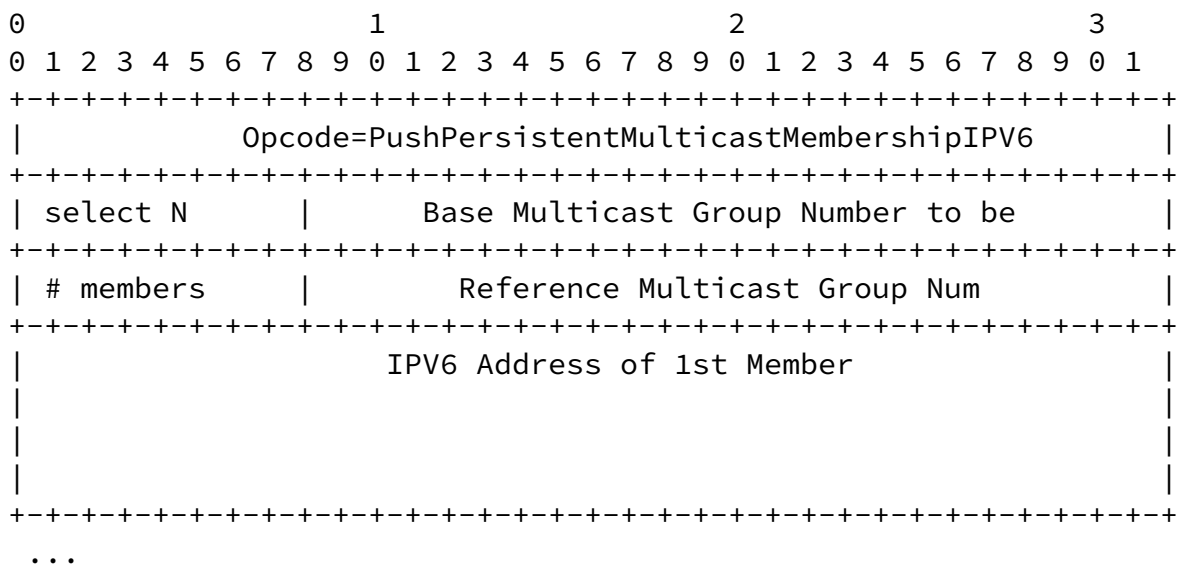 0                   1                   2                   3
0 1 2 3 4 5 6 7 8 9 0 1 2 3 4 5 6 7 8 9 0 1 2 3 4 5 6 7 8 9 0 1
+-+-+-+-+-+-+-+-+-+-+-+-+-+-+-+-+-+-+-+-+-+-+-+-+-+-+-+-+-+-+-+-+
|            Opcode=PushPersistentMulticastMembershipIPV6       |
+-+-+-+-+-+-+-+-+-+-+-+-+-+-+-+-+-+-+-+-+-+-+-+-+-+-+-+-+-+-+-+-+
| select N      |      Base Multicast Group Number to be        |
+-+-+-+-+-+-+-+-+-+-+-+-+-+-+-+-+-+-+-+-+-+-+-+-+-+-+-+-+-+-+-+-+
| # members     |        Reference Multicast Group Num          |
+-+-+-+-+-+-+-+-+-+-+-+-+-+-+-+-+-+-+-+-+-+-+-+-+-+-+-+-+-+-+-+-+
|                    IPV6 Address of 1st Member                 |
|                                                               |
|                                                               |
|                                                               |
+-+-+-+-+-+-+-+-+-+-+-+-+-+-+-+-+-+-+-+-+-+-+-+-+-+-+-+-+-+-+-+-+
 ...